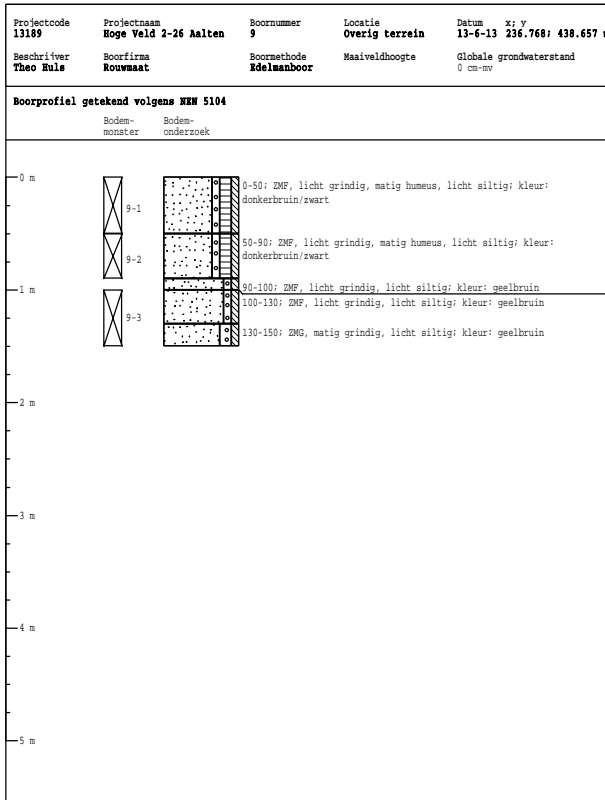 Projectcode Projectnaam Boornummer Locatie Datum x; y
13189 Hoge Veld 2-26 Aalten 9 Overig terrein 13-6-13 236.768; 438.657
Beschrijver Boorfirma Boormethode Maaiveldhoogte Globale grondwaterstand
Theo Huls Rouwmaat Edelmanboor 0 cm-mv
Boorprofiel getekend volgens NEN 5104
Bodem- Bodem-
monster onderzoek
0 m
0-50; ZMF, licht grindig, matig humeus, licht siltig; kleur:
donkerbruin/zwart
9-1
50-90; ZMF, licht grindig, matig humeus, licht siltig; kleur:
donkerbruin/zwart
9-2
90-100; ZMF, licht grindig, licht siltig; kleur: geelbruin
1 m
100-130; ZMF, licht grindig, licht siltig; kleur: geelbruin
9-3
130-150; ZMG, matig grindig, licht siltig; kleur: geelbruin
2 m
3 m
4 m
5 m